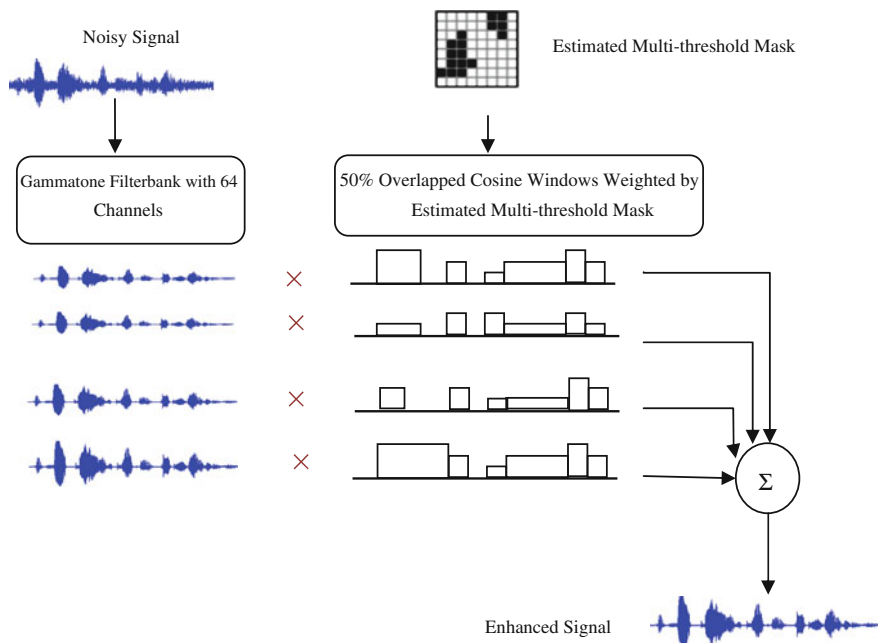 Noisy Signal
Estimated Multi-threshold Mask
Gammatone Filterbank with 64
Channels
50% Overlapped Cosine Windows Weighted by
Estimated Multi-threshold Mask
×
×
×
×
Σ
Enhanced Signal